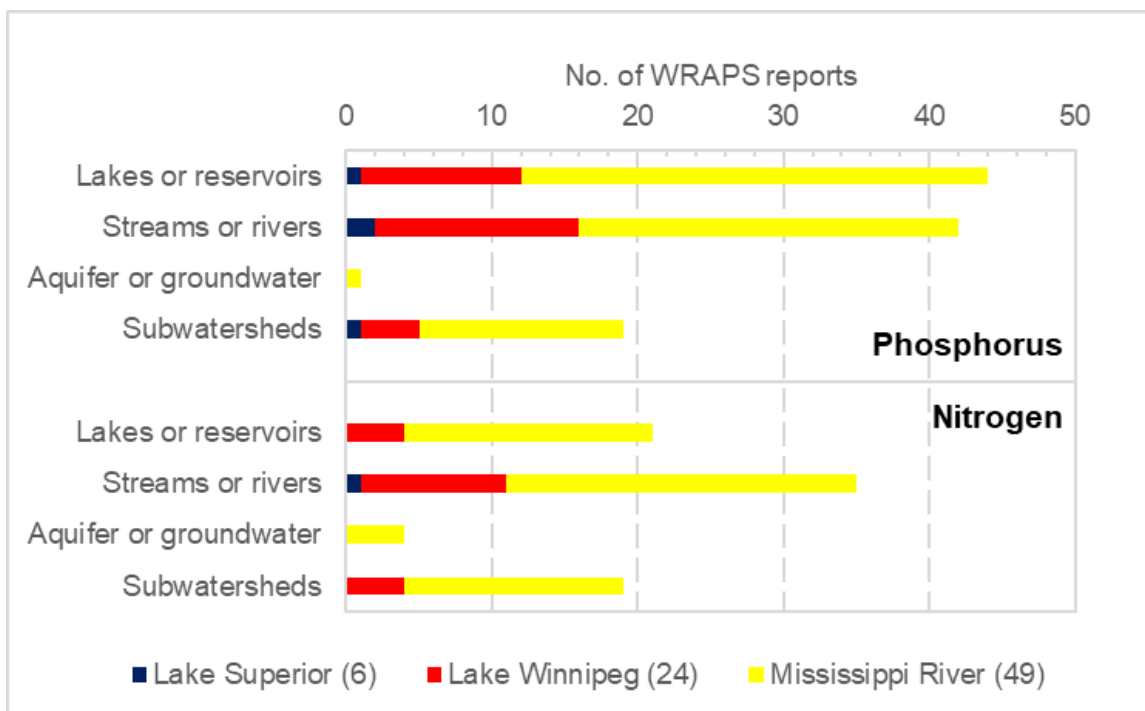 No. of WRAPS reports
0 10 20 30 40 50
Lakes or reservoirs
Streams or rivers
Aquifer or groundwater
Subwatersheds
Phosphorus
Nitrogen
Lakes or reservoirs
Streams or rivers
Aquifer or groundwater
Subwatersheds
Lake Superior (6) Lake Winnipeg (24) Mississippi River (49)